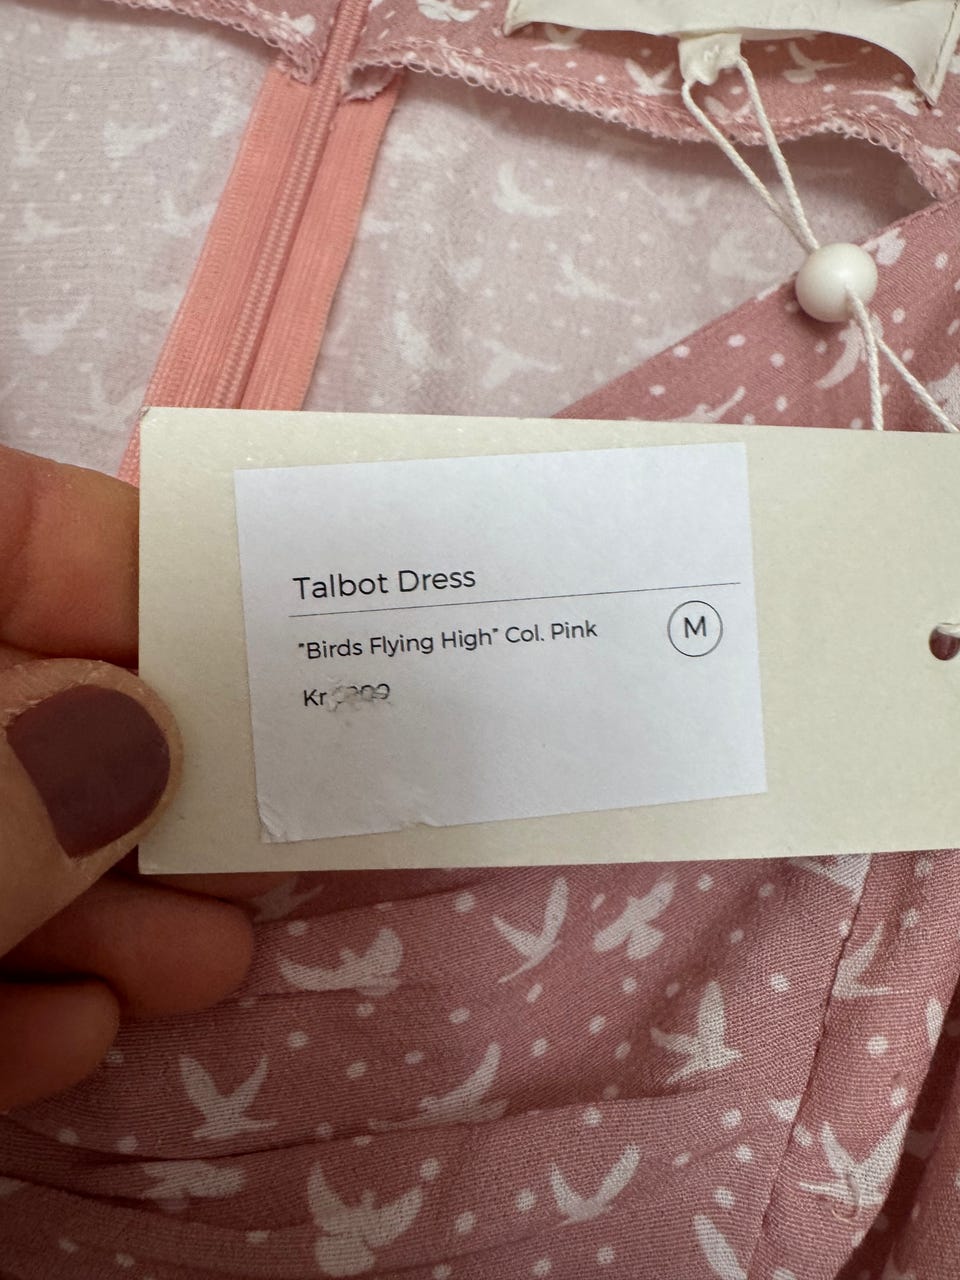 Talbot Dress
"Birds Flying High" Col. Pink
M
Kr